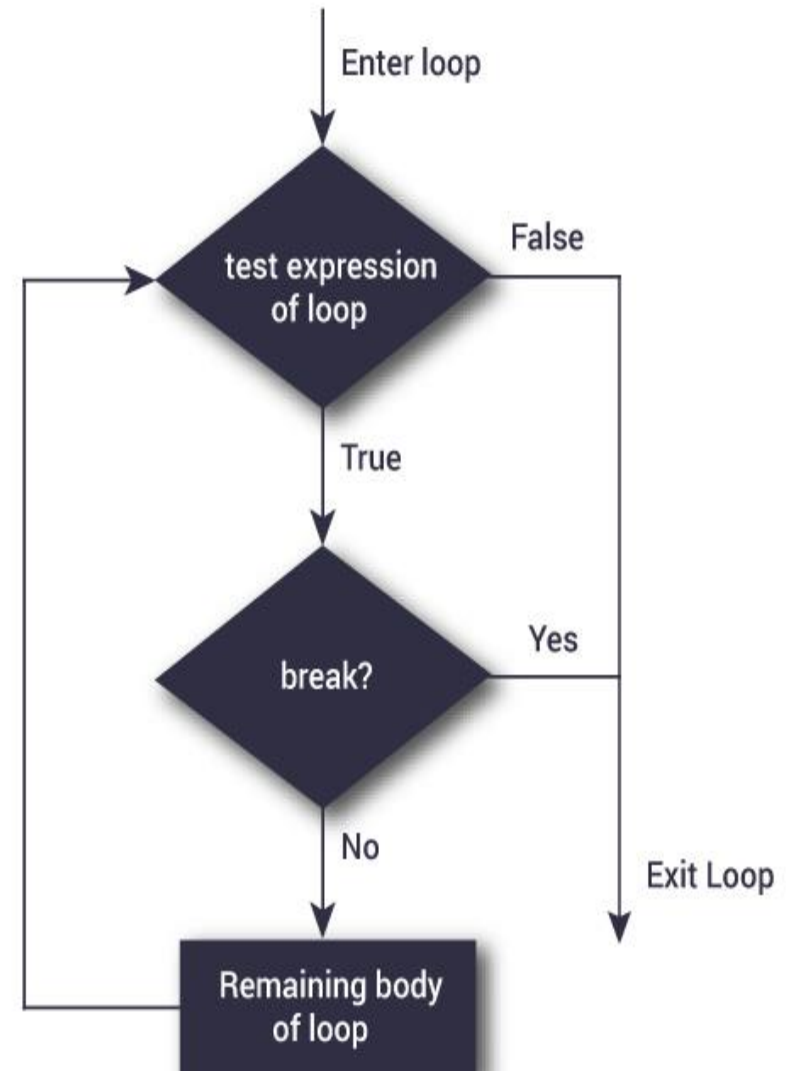 Enter loop
False
test expression
of loop
True
Yes
break?
No
Exit Loop
Remaining body
of loop